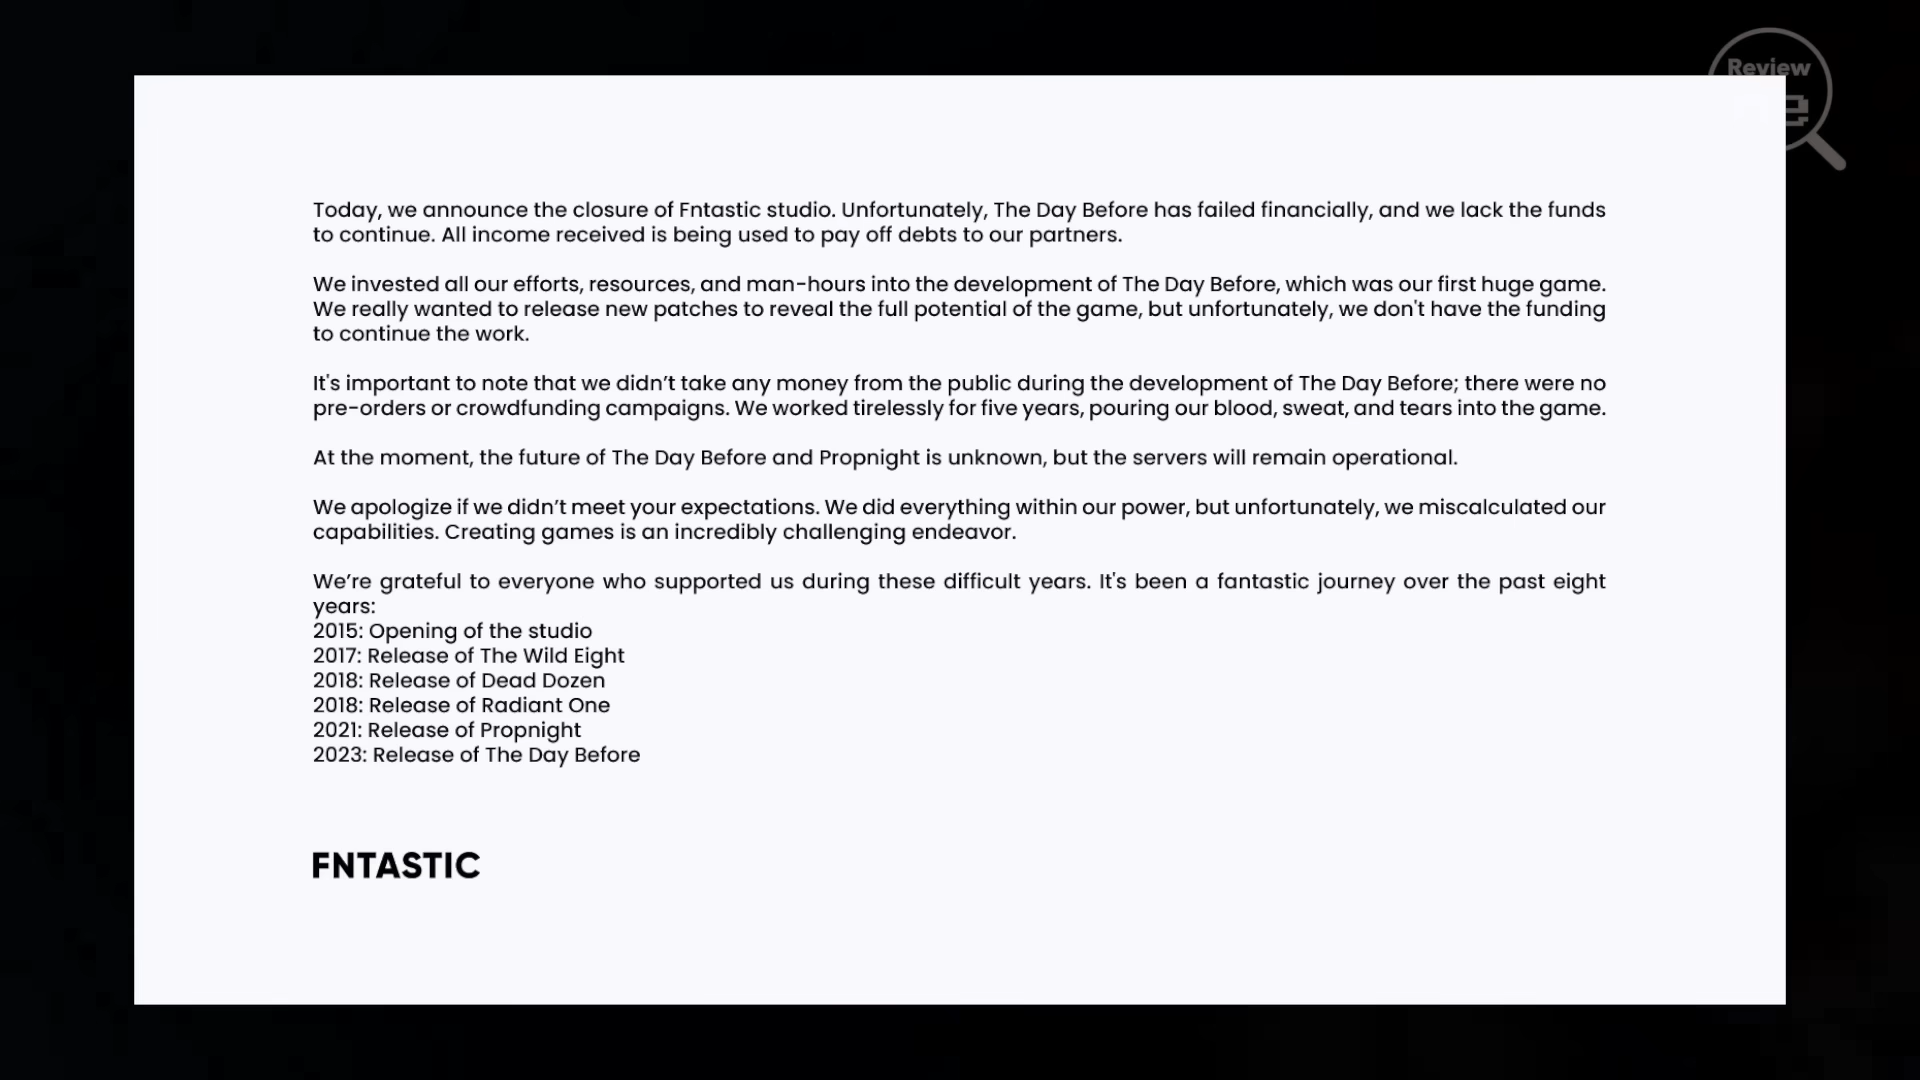 Review
Today, we announce the closure of Fntastic studio. Unfortunately, The Day Before has failed financially, and we lack the funds
to continue. All income received is being used to pay off debts to our partners.
We invested all our efforts, resources, and man-hours into the development of The Day Before, which was our first huge game.
We really wanted to release new patches to reveal the full potential of the game, but unfortunately, we don't have the funding
to continue the work.
It's important to note that we didn’t take any money from the public during the development of The Day Before; there were no
pre-orders or crowdfunding campaigns. We worked tirelessly for five years, pouring our blood, sweat, and tears into the game.
At the moment, the future of The Day Before and Propnight is unknown, but the servers will remain operational.
We apologize if we didn’t meet your expectations. We did everything within our power, but unfortunately, we miscalculated our
capabilities. Creating games is an incredibly challenging endeavor.
We’re grateful to everyone who supported us during these difficult years. It's been a fantastic journey over the past eight
years:
2015: Opening of the studio
2017: Release of The Wild Eight
2018: Release of Dead Dozen
2018: Release of Radiant One
2021: Release of Propnight
2023: Release of The Day Before
FNTASTIC